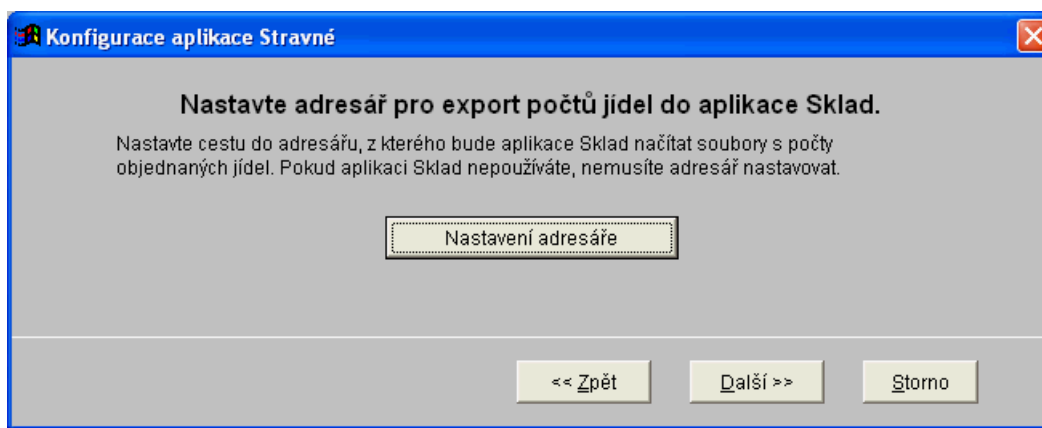 Konfigurace aplikace Stravné
Nastavte adresář pro export počtů jídel do aplikace Sklad.
Nastavte cestu do adresářu, z kterého bude aplikace Sklad načítat soubory s počty
objednaných jídel. Pokud aplikaci Sklad nepoužíváte, nemusíte adresář nastavovat.
Nastavení adresáře
<< Zpět
Další >>
Storno